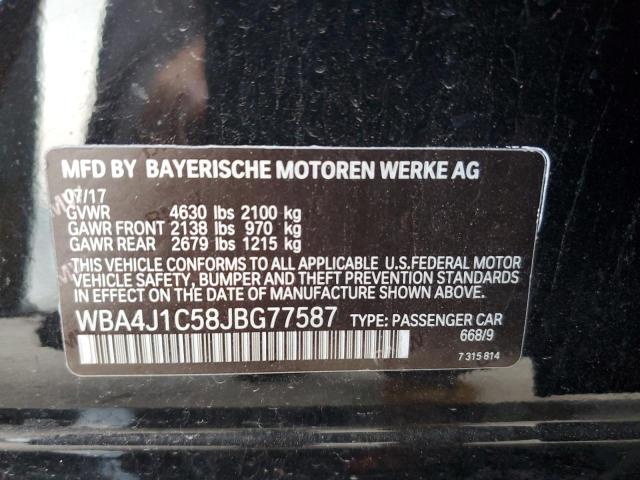 MFD BY BAYERISCHE MOTOREN WERKE AG
07/17
GVWR 4630 lbs 2100 kg
GAWR FRONT 2138 lbs 970 kg
GAWR REAR 2679 lbs 1215 kg
THIS VEHICLE CONFORMS TO ALL APPLICABLE U.S.FEDERAL MOTOR
VEHICLE SAFETY, BUMPER AND THEFT PREVENTION STANDARDS
IN EFFECT ON THE DATE OF MANUFACTURE SHOWN ABOVE.
WBA4J1C58JBG77587 TYPE: PASSENGER CAR
668/9
7 315 814